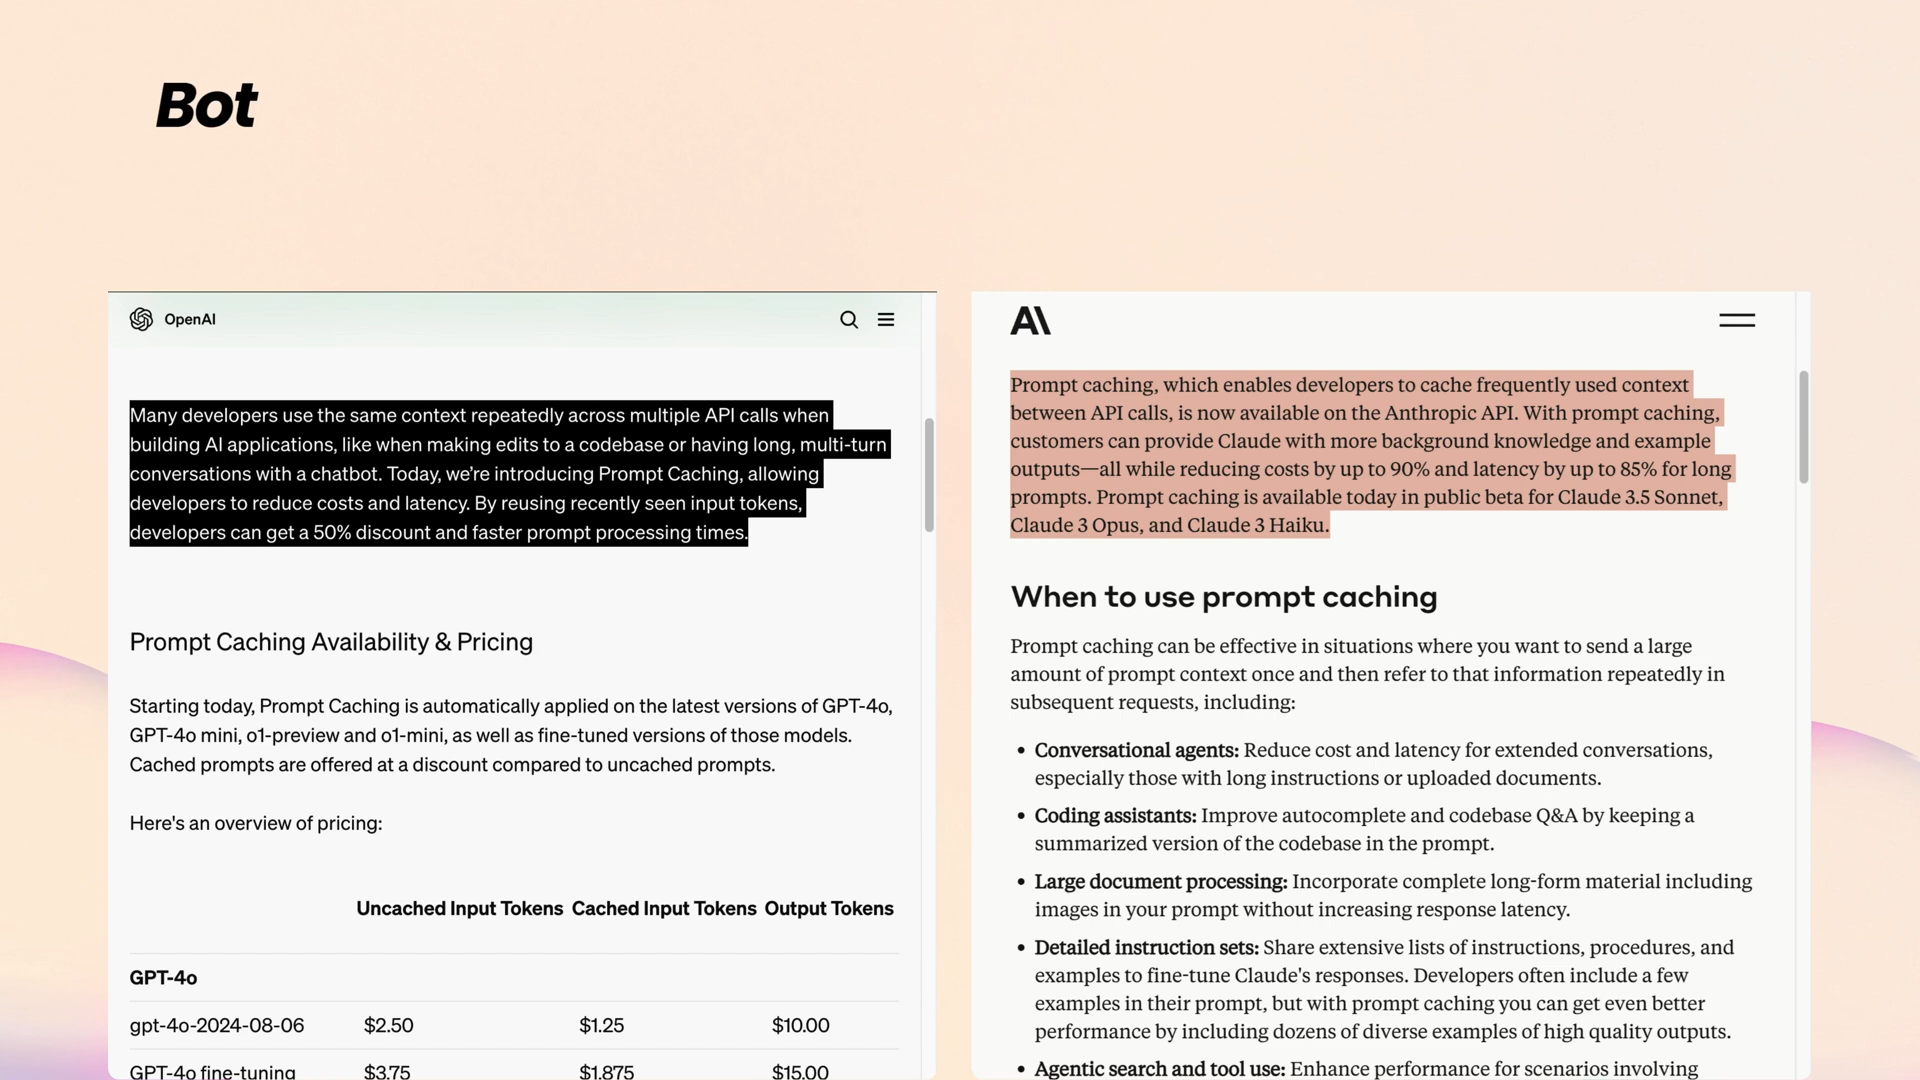 Bot
OpenAI
Many developers use the same context repeatedly across multiple API calls when
building AI applications, like when making edits to a codebase or having long, multi-turn
conversations with a chatbot. Today, we're introducing Prompt Caching, allowing
developers to reduce costs and latency. By reusing recently seen input tokens,
developers can get a 50% discount and faster prompt processing times.
Prompt Caching Availability & Pricing
Starting today, Prompt Caching is automatically applied on the latest versions of GPT-4o,
GPT-4o mini, o1-preview and o1-mini, as well as fine-tuned versions of those models.
Cached prompts are offered at a discount compared to uncached prompts.
Here's an overview of pricing:
Uncached Input Tokens Cached Input Tokens Output Tokens
GPT-4o
gpt-4o-2024-08-06 $2.50 $1.25 $10.00
GPT-4o fine-tuning $3.75 $1.875 $15.00
A\
Prompt caching, which enables developers to cache frequently used context
between API calls, is now available on the Anthropic API. With prompt caching,
customers can provide Claude with more background knowledge and example
outputs—all while reducing costs by up to 90% and latency by up to 85% for long
prompts. Prompt caching is available today in public beta for Claude 3.5 Sonnet,
Claude 3 Opus, and Claude 3 Haiku.
When to use prompt caching
Prompt caching can be effective in situations where you want to send a large
amount of prompt context once and then refer to that information repeatedly in
subsequent requests, including:
• Conversational agents: Reduce cost and latency for extended conversations,
especially those with long instructions or uploaded documents.
• Coding assistants: Improve autocomplete and codebase Q&A by keeping a
summarized version of the codebase in the prompt.
• Large document processing: Incorporate complete long-form material including
images in your prompt without increasing response latency.
• Detailed instruction sets: Share extensive lists of instructions, procedures, and
examples to fine-tune Claude's responses. Developers often include a few
examples in their prompt, but with prompt caching you can get even better
performance by including dozens of diverse examples of high quality outputs.
• Agentic search and tool use: Enhance performance for scenarios involving